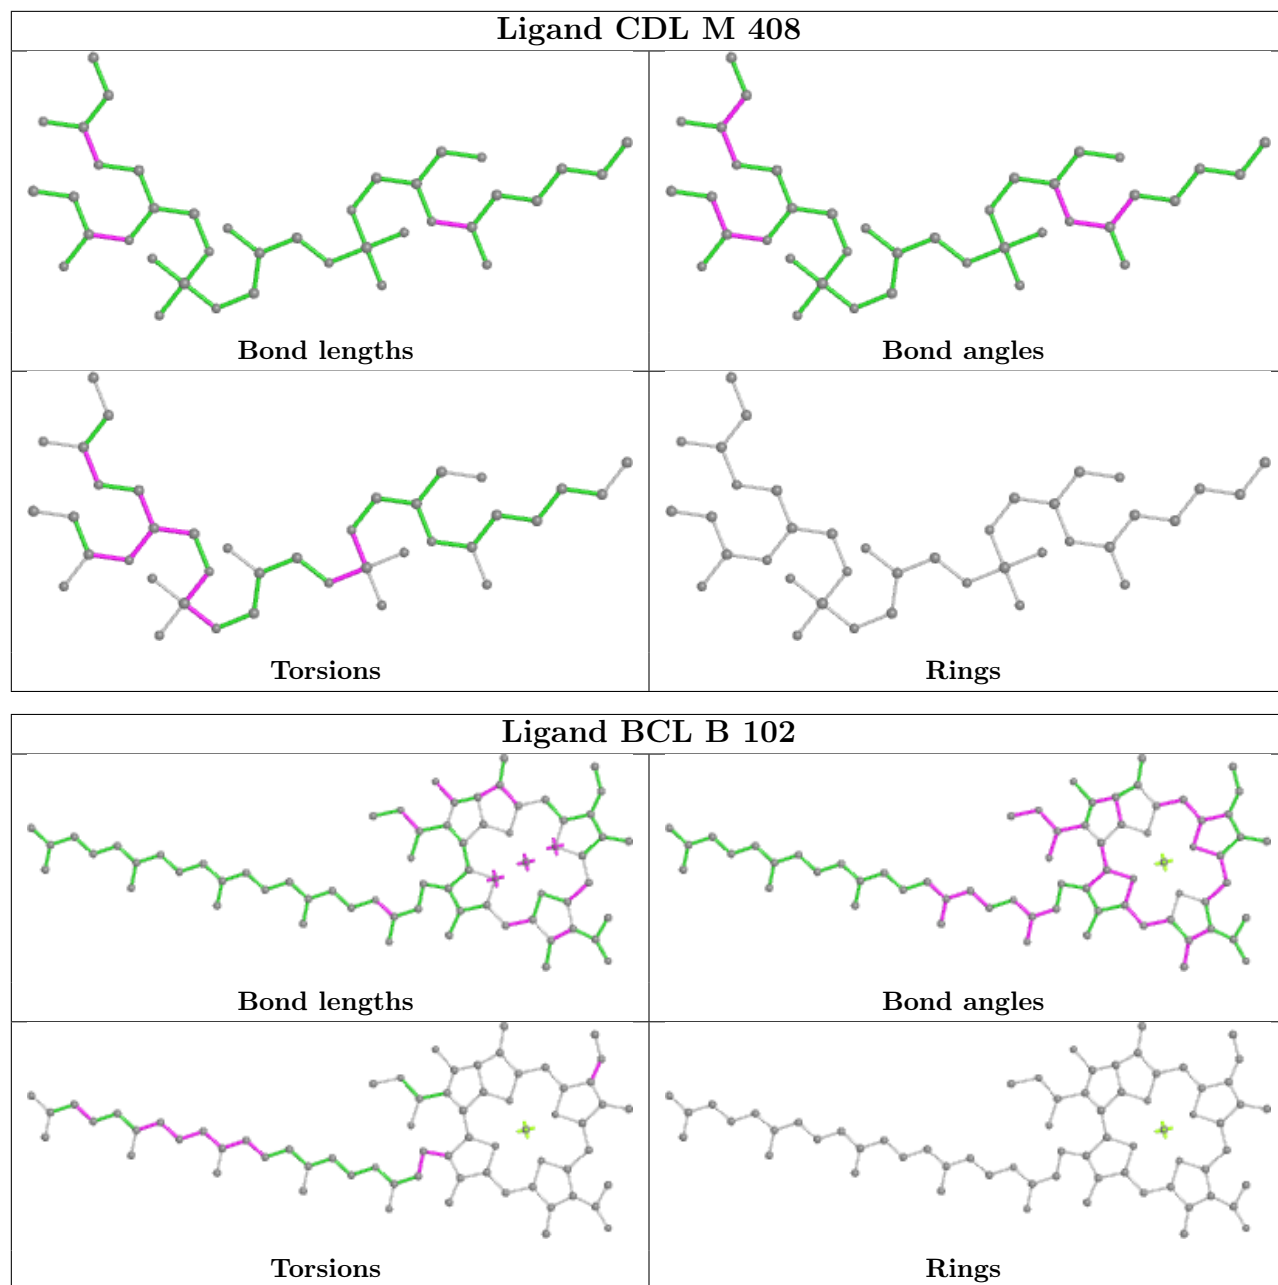 Ligand CDL M 408
Bond lengths
Bond angles
Torsions
Rings
Ligand BCL B 102
Bond lengths
Bond angles
Torsions
Rings